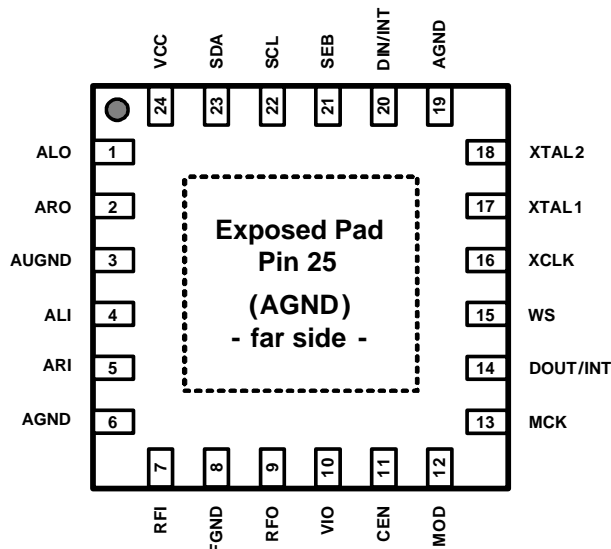 VCC
SDA
SCL
SEB
DIN/INT
AGND
24
23
22
21
20
19
ALO 1
18 XTAL2
ARO 2
17 XTAL1
AUGND 3
16 XCLK
ALI 4
15 WS
ARI 5
14 DOUT/INT
AGND 6
13 MCK
Exposed Pad
Pin 25
(AGND)
- far side -
7
8
9
10
11
12
RFI
FGND
RFO
VIO
CEN
MOD